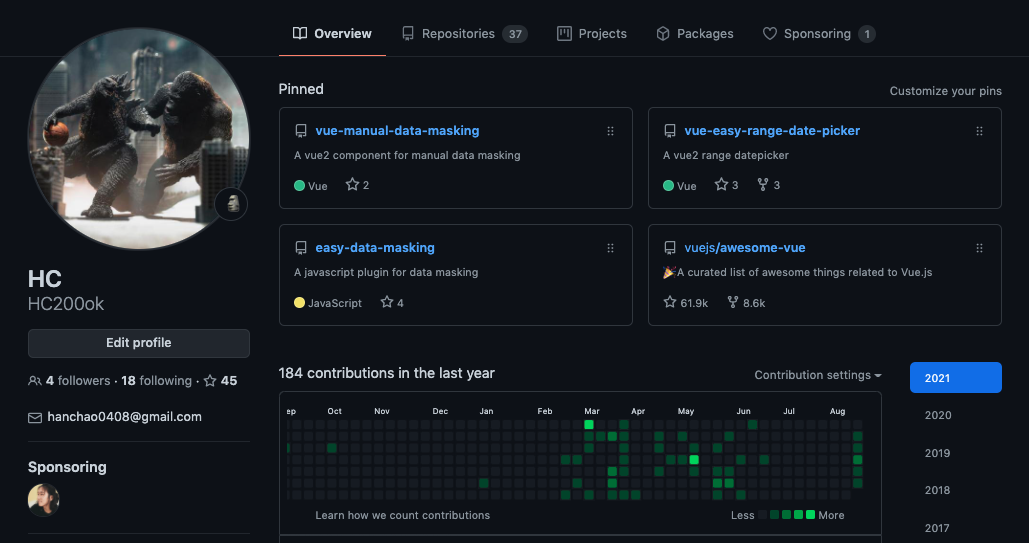 Overview Repositories 37 Projects Packages Sponsoring 1
Pinned
Customize your pins
vue-manual-data-masking
A vue2 component for manual data masking
Vue 2
vue-easy-range-date-picker
A vue2 range datepicker
Vue 3 3
easy-data-masking
A javascript plugin for data masking
JavaScript 4
vuejs/awesome-vue
🎉A curated list of awesome things related to Vue.js
61.9k 8.6k
HC
HC200ok
Edit profile
4 followers · 18 following · 45
hanchao0408@gmail.com
Sponsoring
184 contributions in the last year
Contribution settings
ep Oct Nov Dec Jan Feb Mar Apr May Jun Jul Aug
Learn how we count contributions
Less More
2021
2020
2019
2018
2017